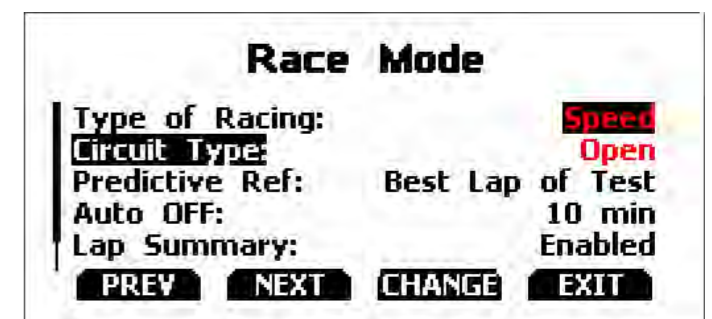 Race Mode
Type of Racing: Speed
Circuit Type: Open
Predictive Ref: Best Lap of Test
Auto OFF: 10 min
Lap Summary: Enabled
PREV NEXT CHANGE EXIT